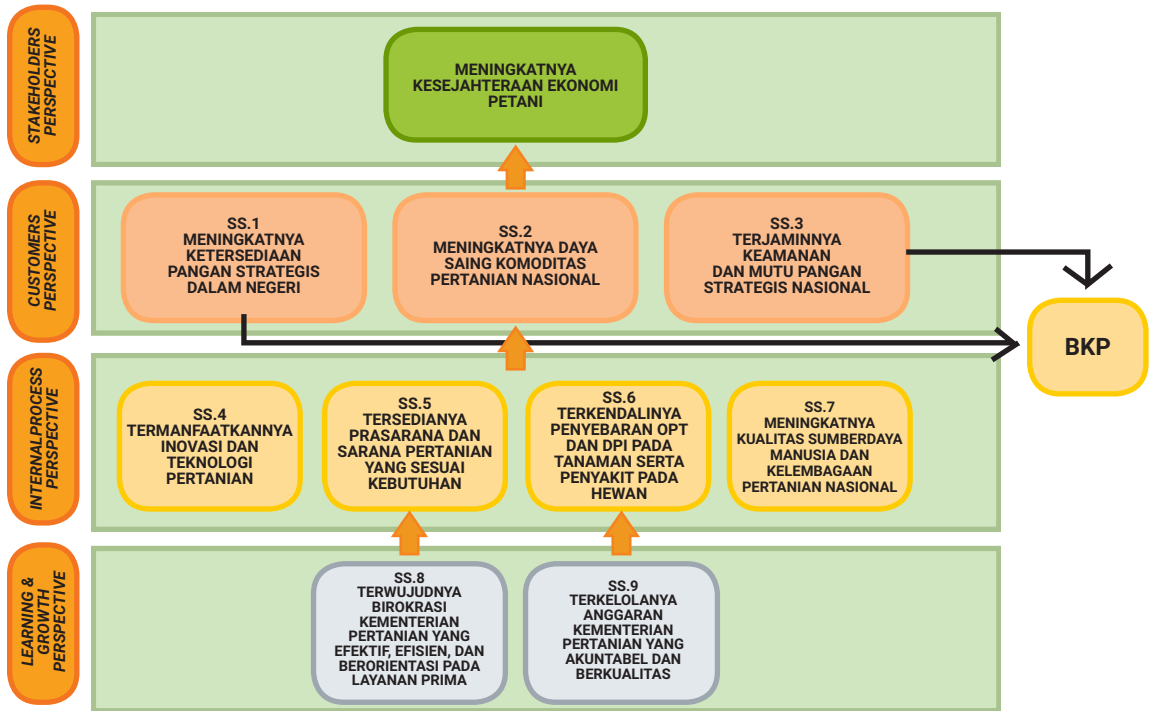 STAKEHOLDERS
PERSPECTIVE
MENINGKATNYA
KESEJAHTERAAN EKONOMI
PETANI
CUSTOMERS
PERSPECTIVE
SS.1
MENINGKATNYA
KETERSEDIAAN
PANGAN STRATEGIS
DALAM NEGERI
SS.2
MENINGKATNYA DAYA
SAING KOMODITAS
PERTANIAN NASIONAL
SS.3
TERJAMINNYA
KEAMANAN
DAN MUTU PANGAN
STRATEGIS NASIONAL
BKP
INTERNALPROCESS
PERSPECTIVE
SS.4
TERMANFAATKANNYA
INOVASI DAN
TEKNOLOGI
PERTANIAN
SS.5
TERSEDIANYA
PRASARANA DAN
SARANA PERTANIAN
YANG SESUAI
KEBUTUHAN
SS.6
TERKENDALINYA
PENYEBARAN OPT
DAN DPI PADA
TANAMAN SERTA
PENYAKIT PADA
HEWAN
SS.7
MENINGKATNYA
KUALITAS SUMBERDAYA
MANUSIA DAN
KELEMBAGAAN
PERTANIAN NASIONAL
LEARNING &
GROWTH
PERSPECTIVE
SS.8
TERWUJUDNYA
BIROKRASI
KEMENTERIAN
PERTANIAN YANG
EFEKTIF, EFISIEN, DAN
BERORIENTASI PADA
LAYANAN PRIMA
SS.9
TERKELOLANYA
ANGGARAN
KEMENTERIAN
PERTANIAN YANG
AKUNTABEL DAN
BERKUALITAS